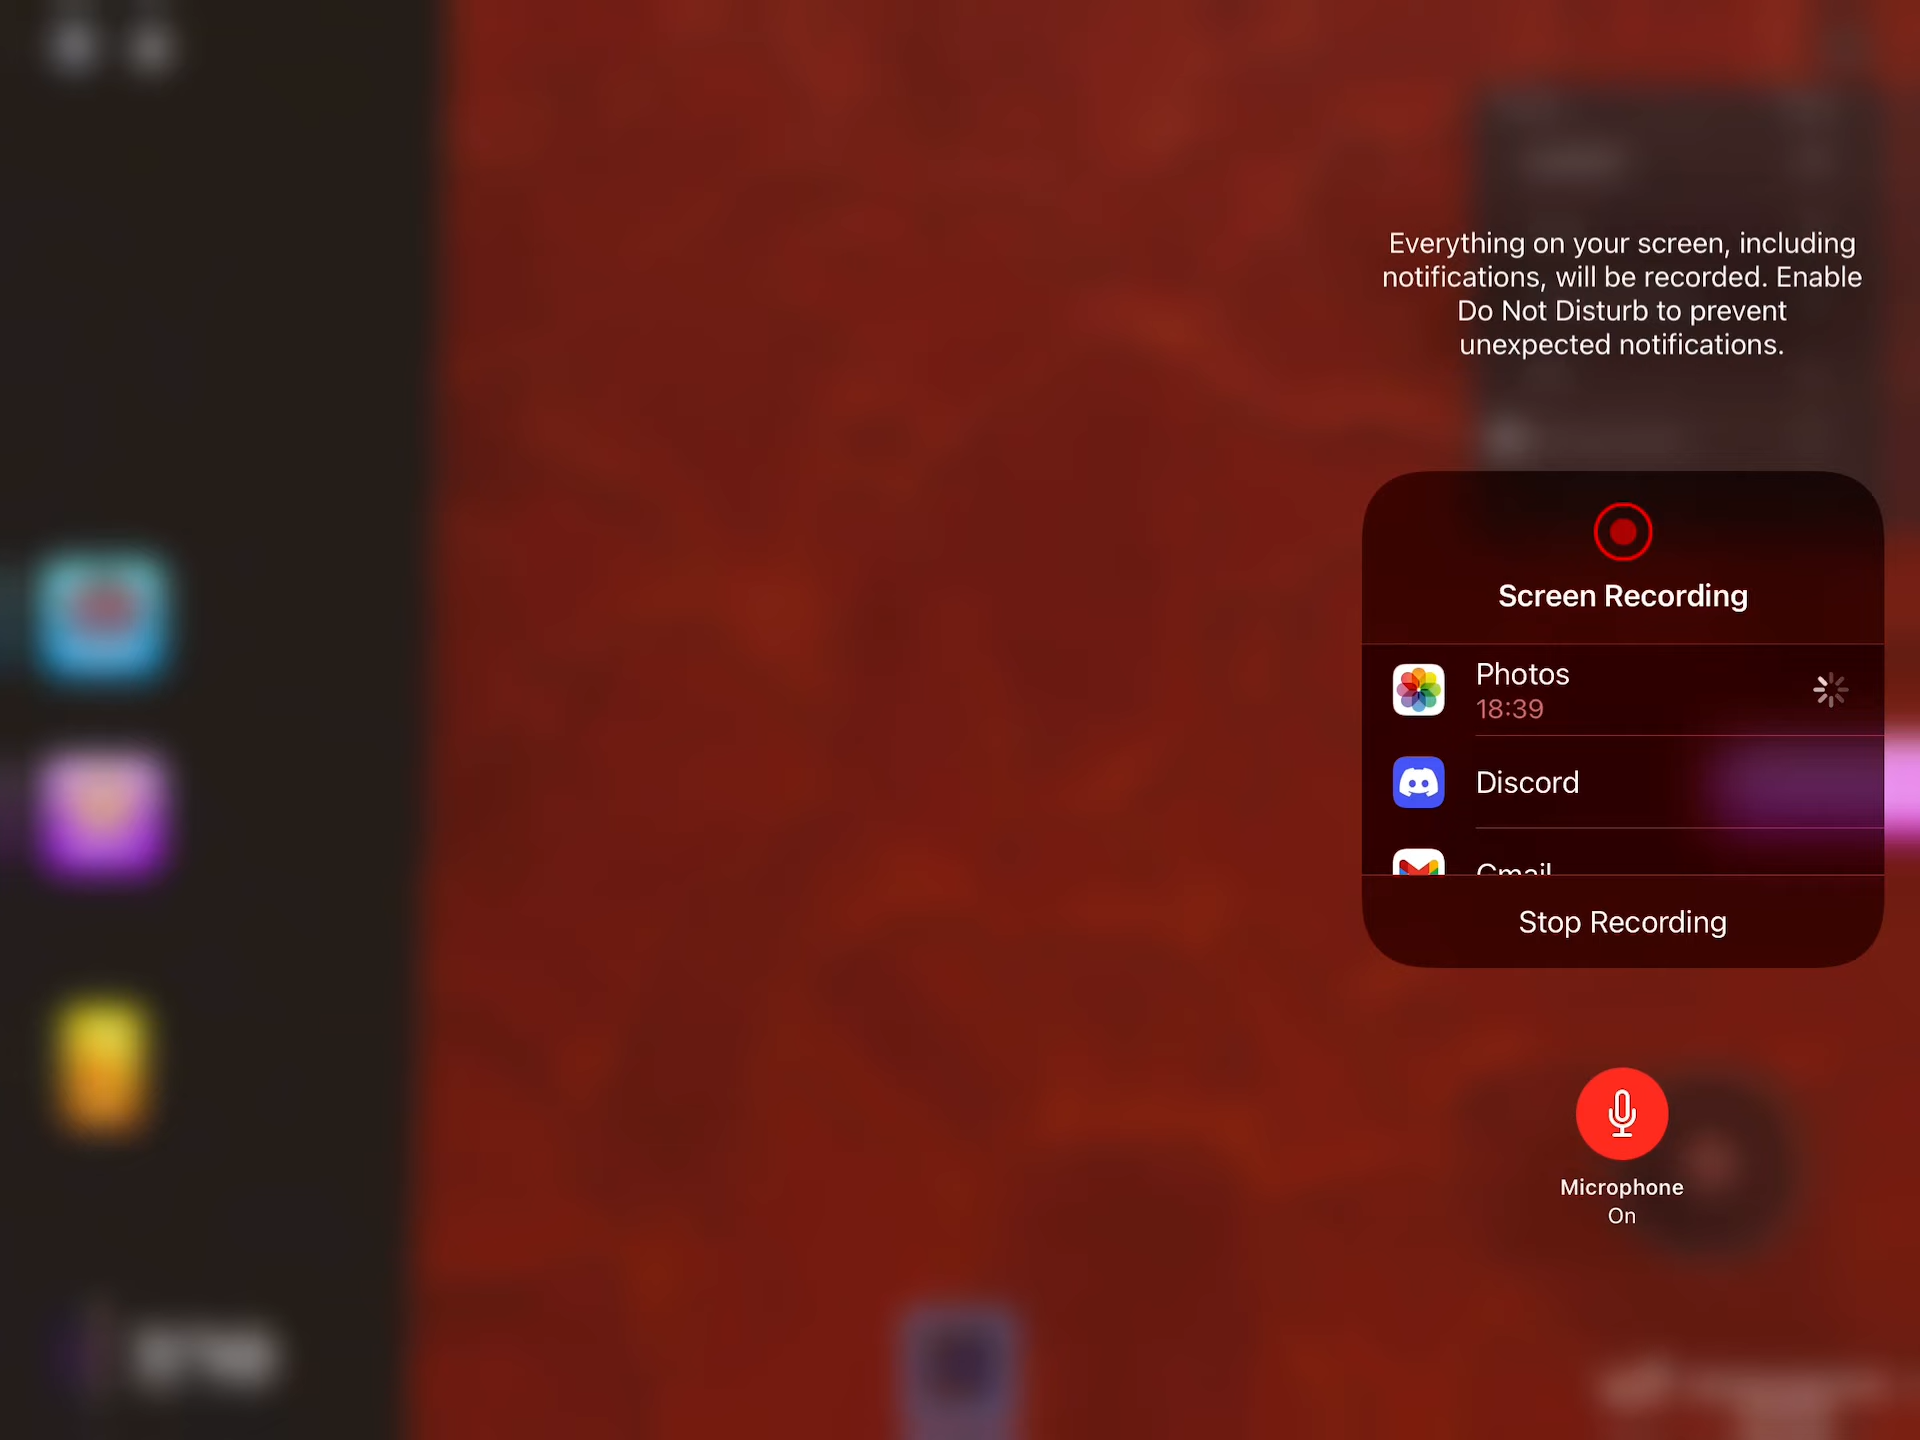 Everything on your screen, including
notifications, will be recorded. Enable
Do Not Disturb to prevent
unexpected notifications.
Screen Recording
Photos
18:39
Discord
Gmail
Stop Recording
Microphone
On